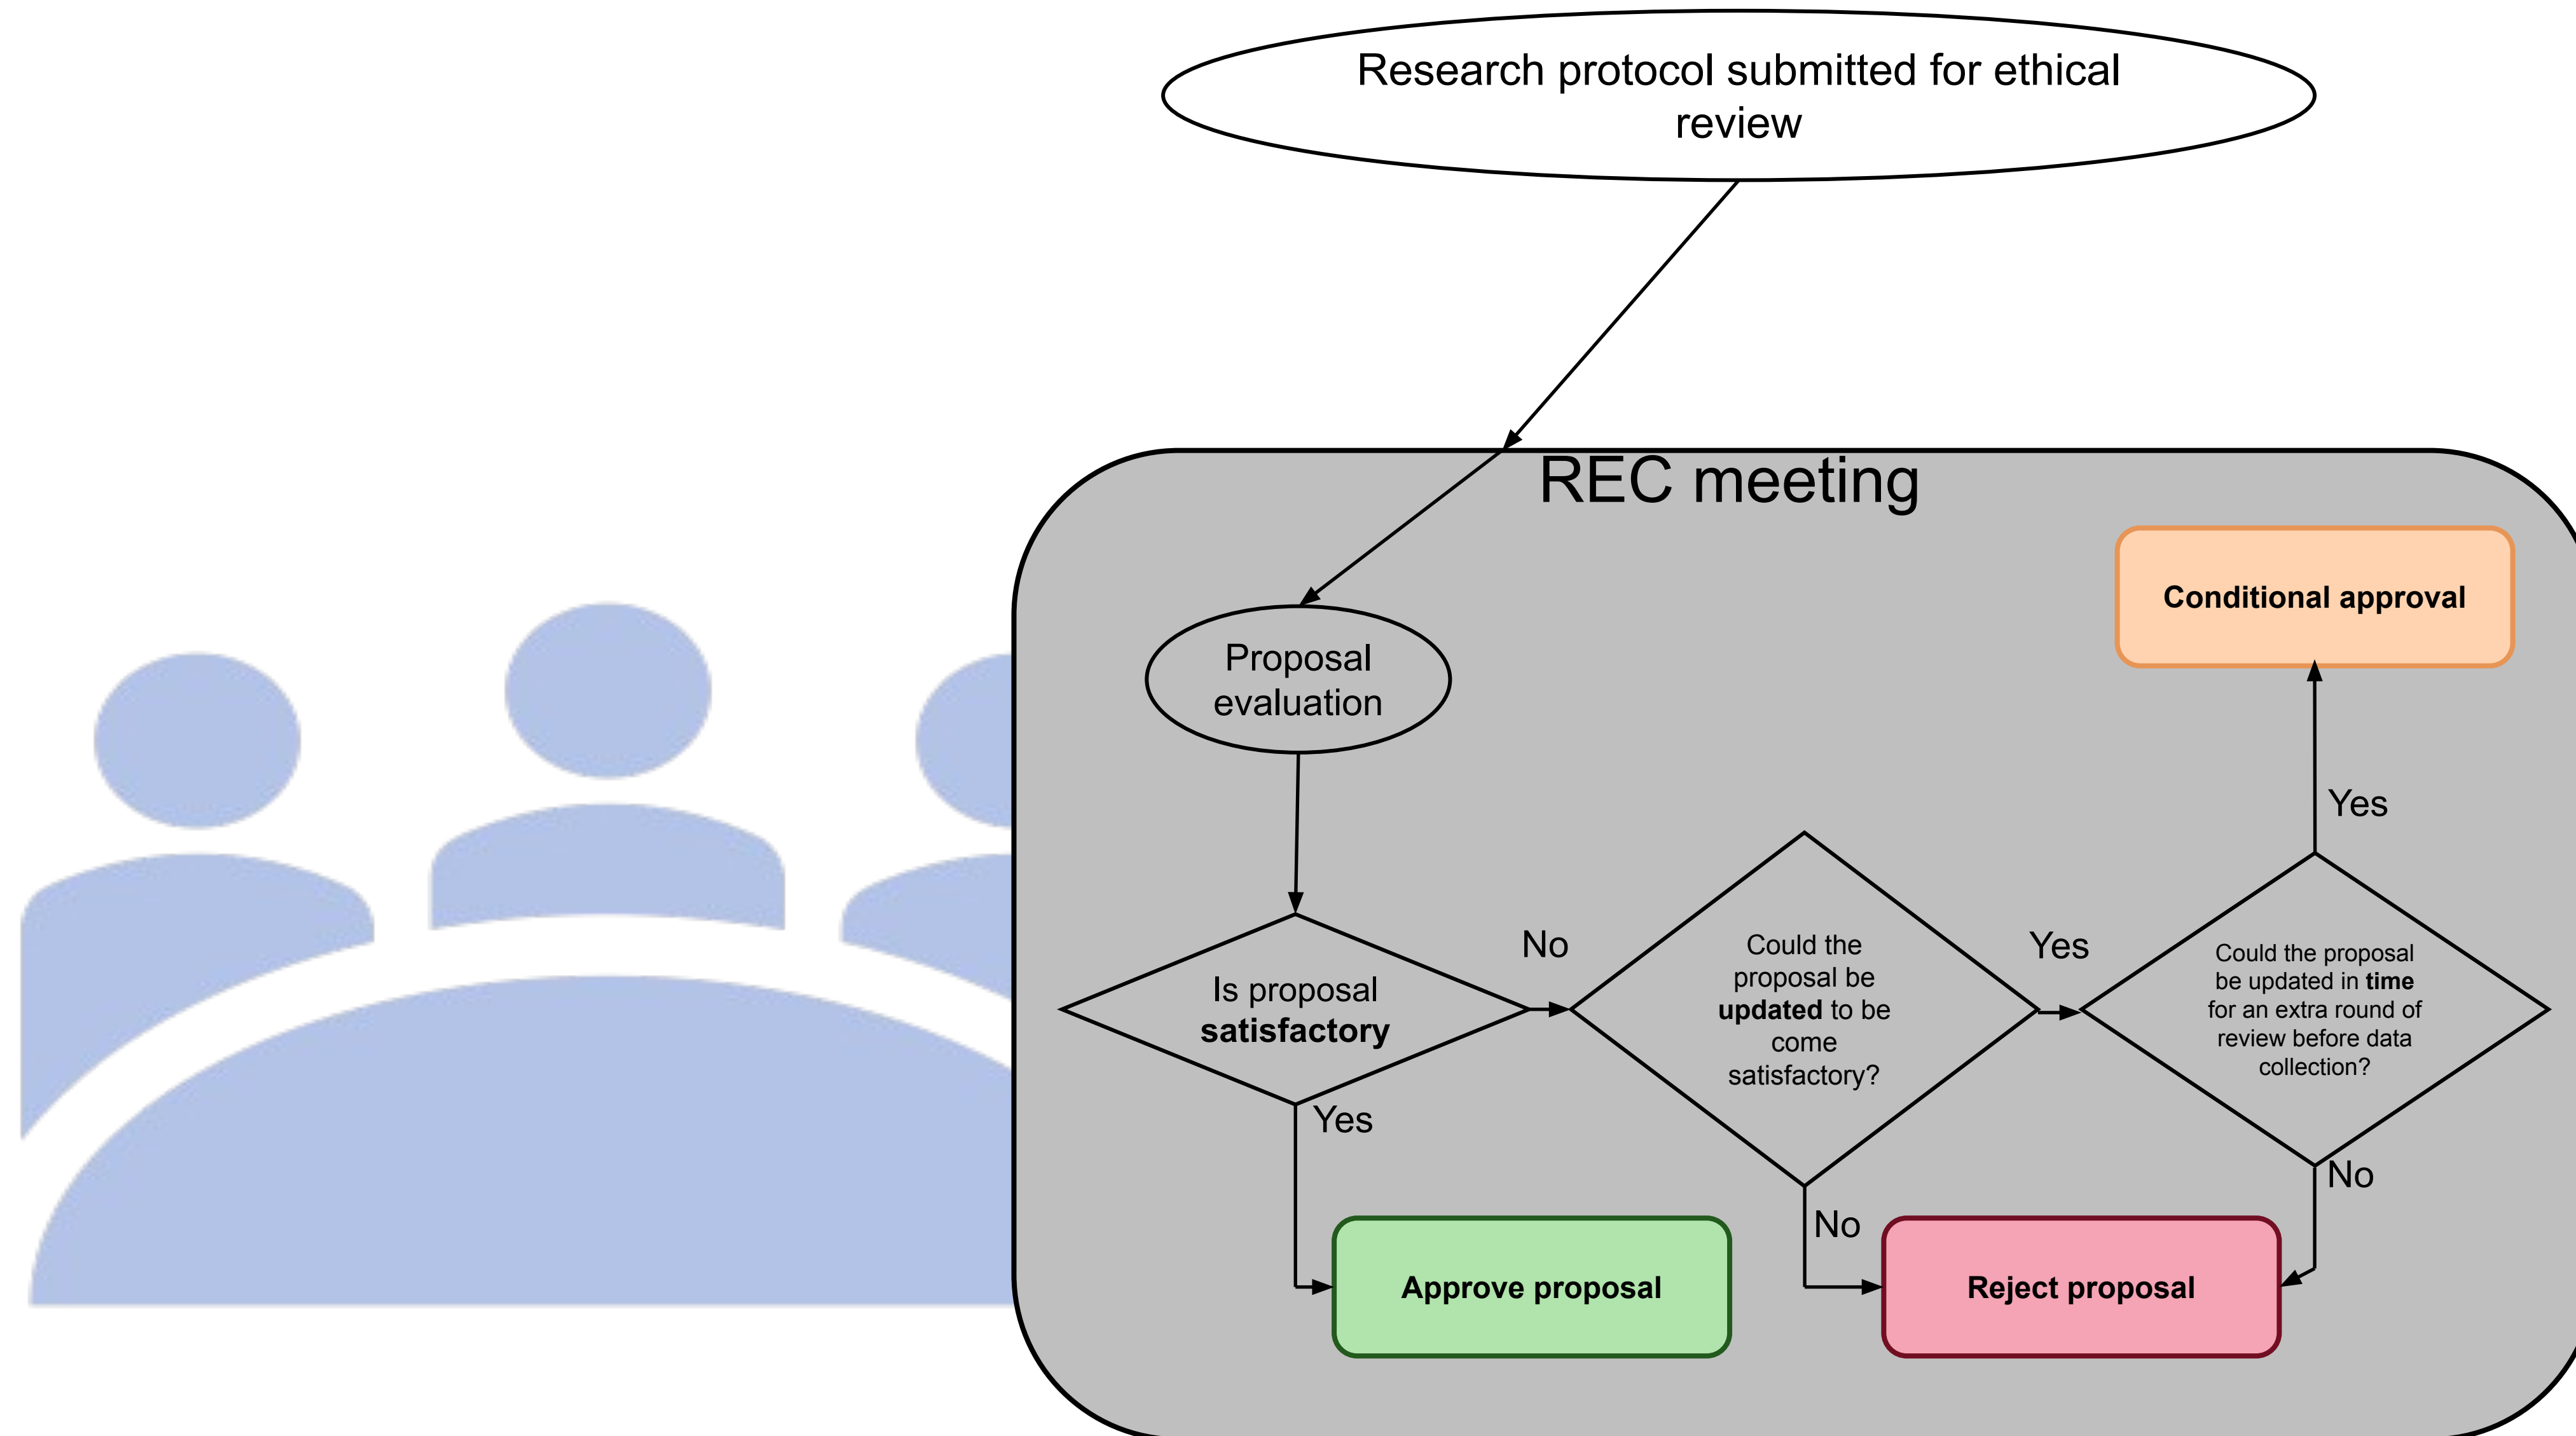 Research protocol submitted for ethical
review
REC meeting
Conditional approval
Proposal
evaluation
Yes
No
Yes
Is proposal
satisfactory
Could the
proposal be
updated to be
come
satisfactory?
Could the proposal
be updated in time
for an extra round of
review before data
collection?
Yes
No
No
Approve proposal
Reject proposal